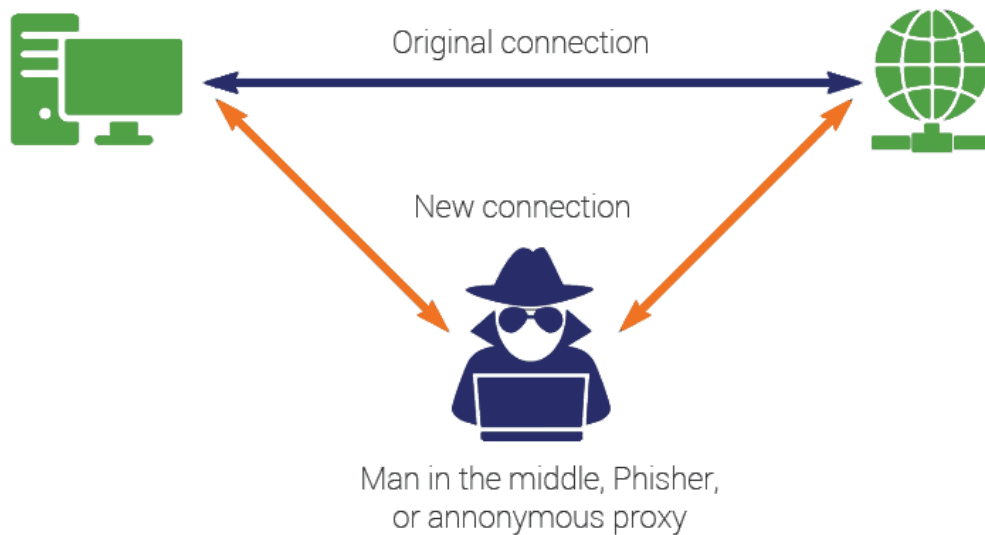 Original connection
New connection
Man in the middle, Phisher,
or annonymous proxy